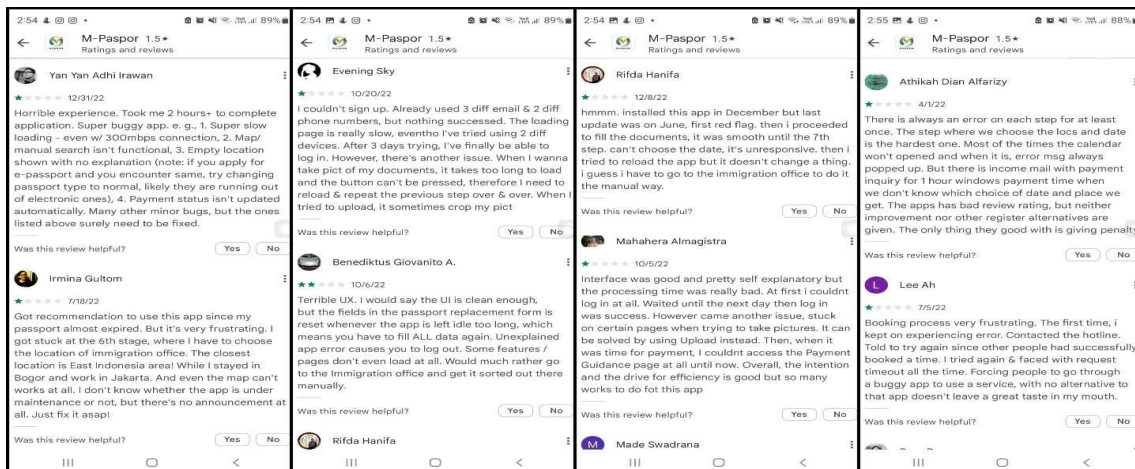 2:54
89%
M-Paspor 1.5★
Ratings and reviews
Yan Yan Adhi Irawan
12/31/22
Horrible experience. Took me 2 hours+ to complete
application. Super buggy app. e. g., 1. Super slow
loading - even w/ 300mbps connection, 2. Map/
manual search isn't functional, 3. Empty location
shown with no explanation (note: if you apply for
e-passport and you encounter same, try changing
passport type to normal, likely they are running out
of electronic ones), 4. Payment status isn't updated
automatically. Many other minor bugs, but the ones
listed above surely need to be fixed.
Was this review helpful? Yes No
Irmina Gultom
7/18/22
Got recommendation to use this app since my
passport almost expired. But it's very frustrating. I
got stuck at the 6th stage, where I have to choose
the location of immigration office. The closest
location is East Indonesia area! While I stayed in
Bogor and work in Jakarta. And even the map can't
works at all. I don't know whether the app is under
maintenance or not, but there's no announcement at
all. Just fix it asap!
Was this review helpful? Yes No
2:54
89%
M-Paspor 1.5★
Ratings and reviews
Evening Sky
10/20/22
I couldn't sign up. Already used 3 diff email & 2 diff
phone numbers, but nothing successed. The loading
page is really slow, eventho I've tried using 2 diff
devices. After 3 days trying, I've finally be able to
log in. However, there's another issue. When I wanna
take pict of my documents, it takes too long to load
and the button can't be pressed, therefore I need to
reload & repeat the previous step over & over. When I
tried to upload, it sometimes crop my pict
Was this review helpful? Yes No
Benediktus Giovanito A.
10/6/22
Terrible UX. I would say the UI is clean enough,
but the fields in the passport replacement form is
reset whenever the app is left idle too long, which
means you have to fill ALL data again. Unexplained
app error causes you to log out. Some features /
pages don't even load at all. Would much rather go
to the Immigration office and get it sorted out there
manually.
Was this review helpful? Yes No
Rifda Hanifa
2:54
89%
M-Paspor 1.5★
Ratings and reviews
Rifda Hanifa
12/8/22
hmmm. installed this app in December but last
update was on June, first red flag. then i proceeded
to fill the documents, it was smooth until the 7th
step. can't choose the date, it's unresponsive. then i
tried to reload the app but it doesn't change a thing.
i guess i have to go to the immigration office to do it
the manual way.
Was this review helpful? Yes No
Mahahera Almagistra
10/5/22
Interface was good and pretty self explanatory but
the processing time was really bad. At first i couldnt
log in at all. Waited until the next day then log in
was success. However came another issue, stuck
on certain pages when trying to take pictures. It can
be solved by using Upload instead. Then, when it
was time for payment, I couldnt access the Payment
Guidance page at all until now. Overall, the intention
and the drive for efficiency is good but so many
works to do fot this app
Was this review helpful? Yes No
M Made Swadrana
2:55
88%
M-Paspor 1.5★
Ratings and reviews
Athikah Dian Alfarizy
4/1/22
There is always an error on each step for at least
once. The step where we choose the locs and date
is the hardest one. Most of the times the calendar
won't opened and when it is, error msg always
popped up. But there is income mail with payment
inquiry for 1 hour windows payment time when
we don't know which choice of date and place we
get. The apps has bad review rating, but neither
improvement nor other register alternatives are
given. The only thing they good with is giving penalty
Was this review helpful? Yes No
L Lee Ah
7/5/22
Booking process very frustrating. The first time, i
kept on experiencing error. Contacted the hotline.
Told to try again since other people had successfully
booked a time. I tried again & faced with request
timeout all the time. Forcing people to go through
a buggy app to use a service, with no alternative to
that app doesn't leave a great taste in my mouth.
Was this review helpful? Yes No